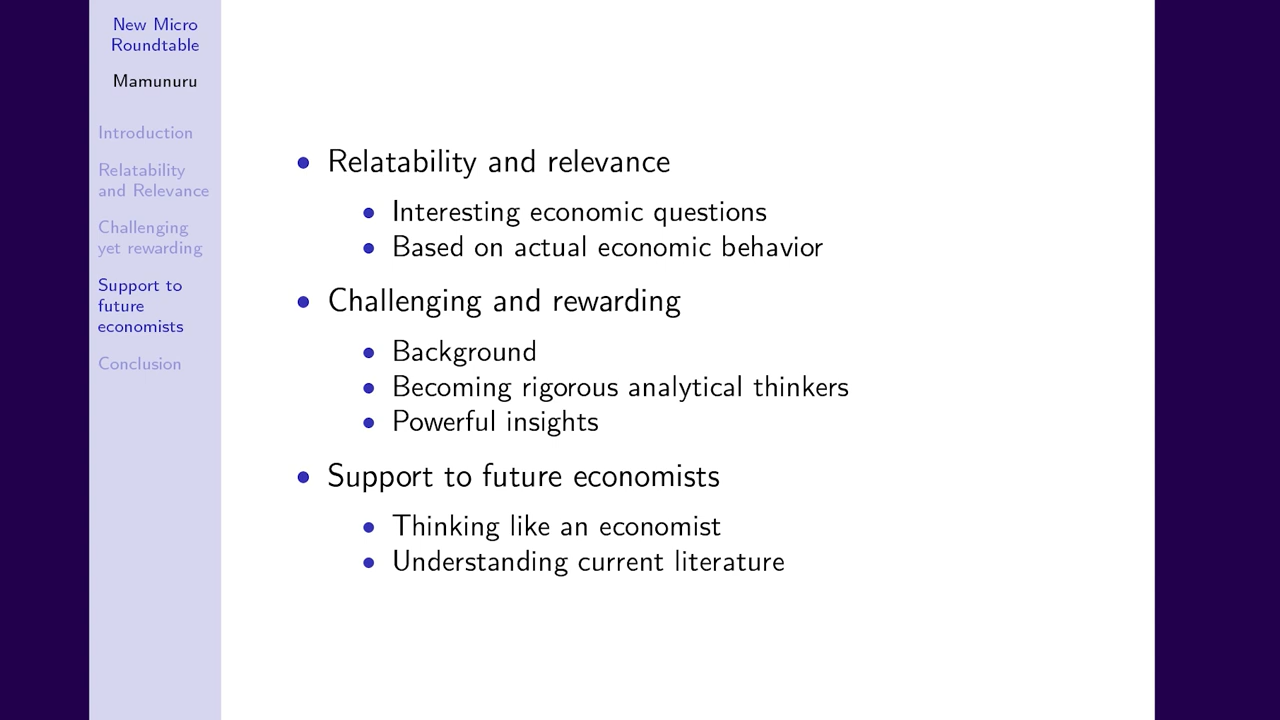 New Micro
Roundtable
Mamunuru
Introduction
Relatability
and Relevance
Challenging
yet rewarding
Support to
future
economists
Conclusion
• Relatability and relevance
• Interesting economic questions
• Based on actual economic behavior
• Challenging and rewarding
• Background
• Becoming rigorous analytical thinkers
• Powerful insights
• Support to future economists
• Thinking like an economist
• Understanding current literature